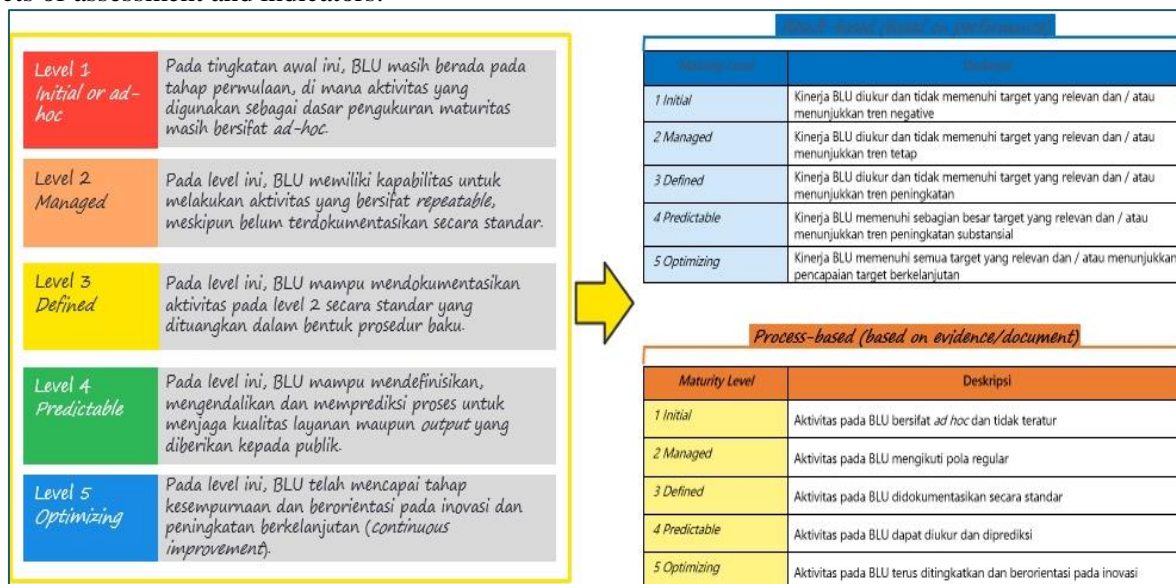 ects of assessment and indicators.
Level 1
Initial or ad-
hoc
Pada tingkatan awal ini, BLU masih berada pada
tahap permulaan, di mana aktivitas yang
digunakan sebagai dasar pengukuran maturitas
masih bersifat ad-hoc.
Level 2
Managed
Pada level ini, BLU memiliki kapabilitas untuk
melakukan aktivitas yang bersifat repeatable,
meskipun belum terdokumentasikan secara standar.
Level 3
Defined
Pada level ini, BLU mampu mendokumentasikan
aktivitas pada level 2 secara standar yang
dituangkan dalam bentuk prosedur baku.
Level 4
Predictable
Pada level ini, BLU mampu mendefinisikan,
mengendalikan dan memprediksi proses untuk
menjaga kualitas layanan maupun output yang
diberikan kepada publik.
Level 5
Optimizing
Pada level ini, BLU telah mencapai tahap
kesempurnaan dan berorientasi pada inovasi dan
peningkatan berkelanjutan (continuous
improvement).
Result-based (based on performance)
Maturity Level
Deskripsi
1 Initial
Kinerja BLU diukur dan tidak memenuhi target yang relevan dan / atau
menunjukkan tren negative
2 Managed
Kinerja BLU diukur dan tidak memenuhi target yang relevan dan / atau
menunjukkan tren tetap
3 Defined
Kinerja BLU diukur dan tidak memenuhi target yang relevan dan / atau
menunjukkan tren peningkatan
4 Predictable
Kinerja BLU memenuhi sebagian besar target yang relevan dan / atau
menunjukkan tren peningkatan substansial
5 Optimizing
Kinerja BLU memenuhi semua target yang relevan dan / atau menunjukkan
pencapaian target berkelanjutan
Process-based (based on evidence/document)
Maturity Level
Deskripsi
1 Initial
Aktivitas pada BLU bersifat ad hoc dan tidak teratur
2 Managed
Aktivitas pada BLU mengikuti pola regular
3 Defined
Aktivitas pada BLU didokumentasikan secara standar
4 Predictable
Aktivitas pada BLU dapat diukur dan diprediksi
5 Optimizing
Aktivitas pada BLU terus ditingkatkan dan berorientasi pada inovasi